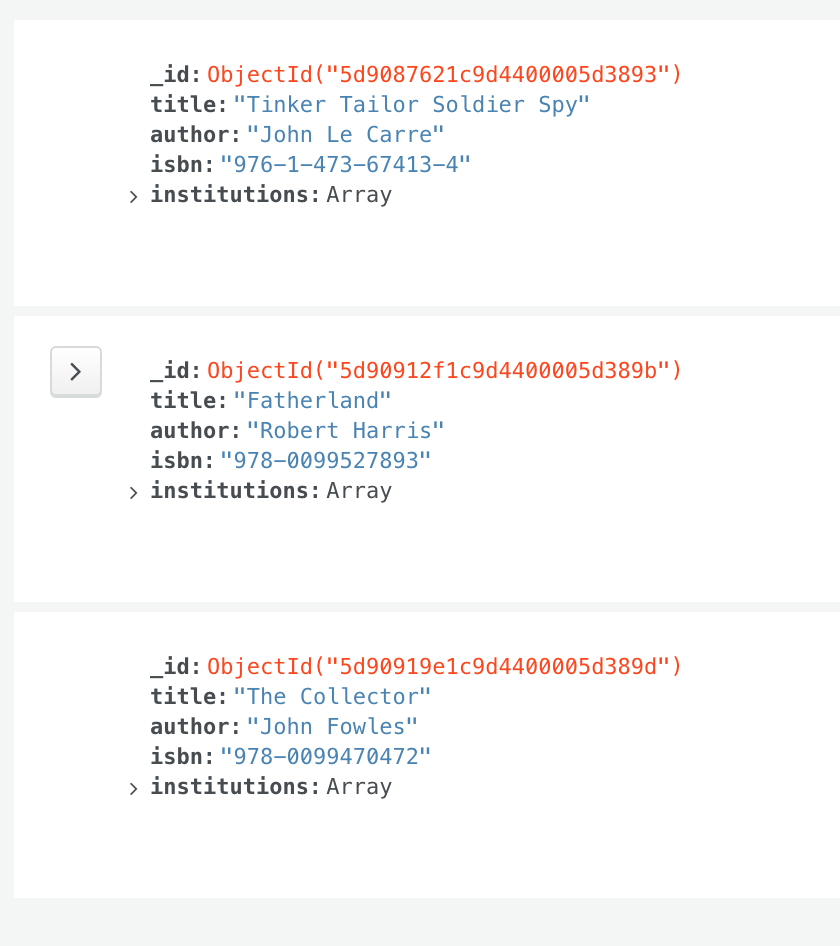 _id: ObjectId("5d9087621c9d4400005d3893")
title: "Tinker Tailor Soldier Spy"
author: "John Le Carre"
isbn: "976-1-473-67413-4"
institutions: Array
_id: ObjectId("5d90912f1c9d4400005d389b")
title: "Fatherland"
author: "Robert Harris"
isbn: "978-0099527893"
institutions: Array
_id: ObjectId("5d90919e1c9d4400005d389d")
title: "The Collector"
author: "John Fowles"
isbn: "978-0099470472"
institutions: Array